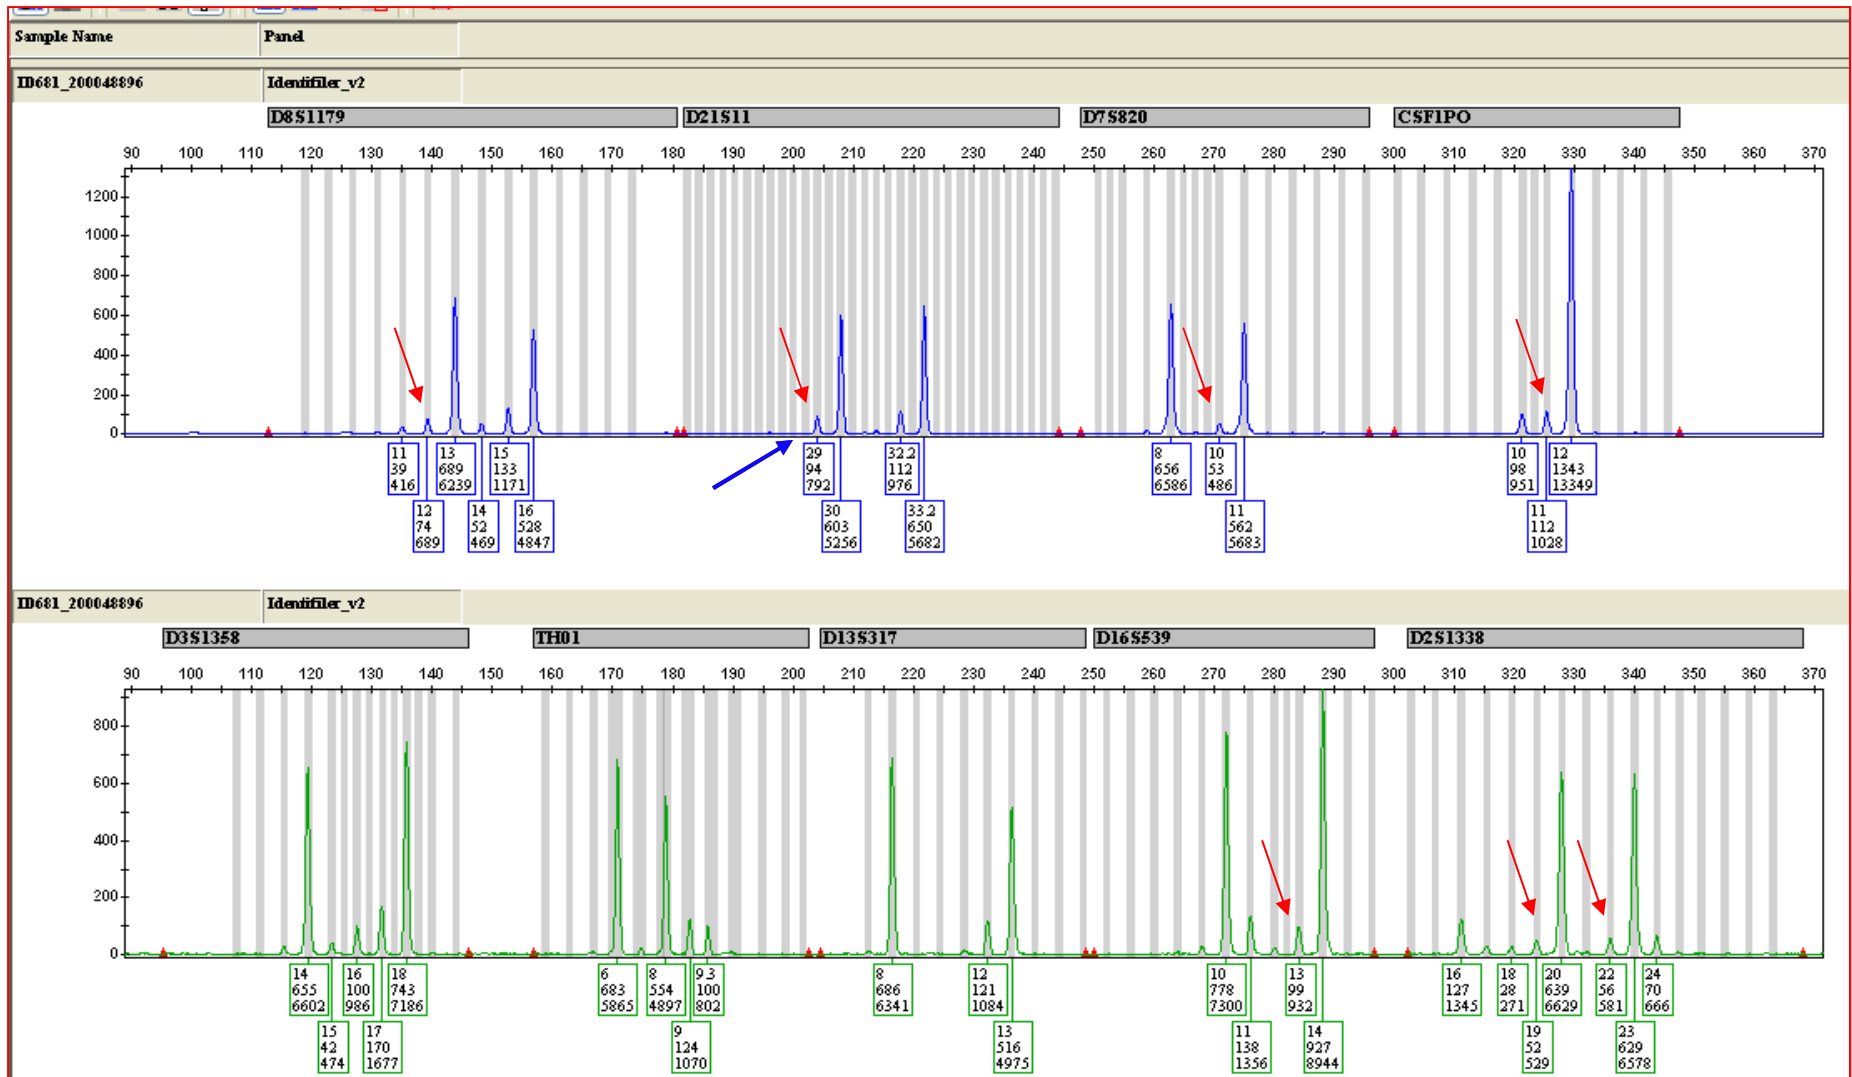 Sample Name Panel
ID681_200048896 Identifiler_v2
D8S1179 D21S11 D7S820 CSF1PO
90 100 110 120 130 140 150 160 170 180 190 200 210 220 230 240 250 260 270 280 290 300 310 320 330 340 350 360 370
1200
1000
800
600
400
200
0
11 13 15 29 32.2 8 10 10 12
39 689 133 94 112 656 53 98 1343
416 6239 1171 792 976 6586 486 951 13349
12 14 16 30 33.2 11 11
74 52 528 603 650 562 112
689 469 4847 5256 5682 5683 1028
ID681_200048896 Identifiler_v2
D3S1358 TH01 D13S317 D16S539 D2S1338
90 100 110 120 130 140 150 160 170 180 190 200 210 220 230 240 250 260 270 280 290 300 310 320 330 340 350 360 370
800
600
400
200
0
14 16 18 6 8 9.3 8 12 10 13 16 18 20 22 24
655 100 743 683 554 100 686 121 778 99 127 28 639 56 70
6602 986 7186 5865 4897 802 6341 1084 7300 932 1345 271 6629 581 666
15 17 9 13 11 14 19 23
42 170 124 516 138 927 52 629
474 1677 1070 4975 1356 8944 529 6578